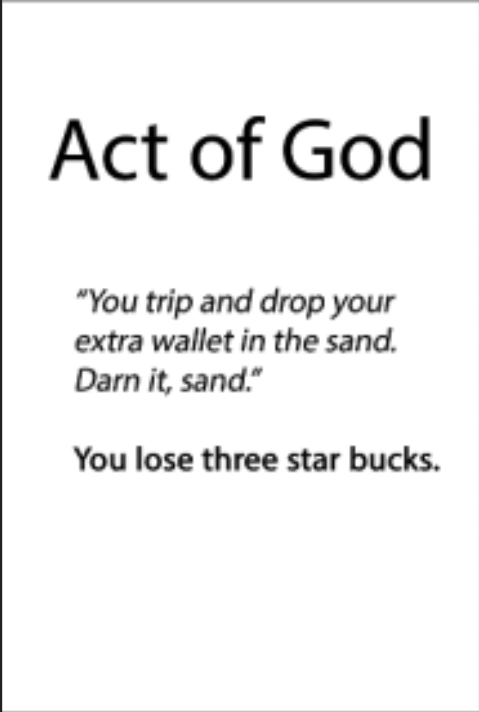 Act of God
“You trip and drop your
extra wallet in the sand.
Darn it, sand.”
You lose three star bucks.